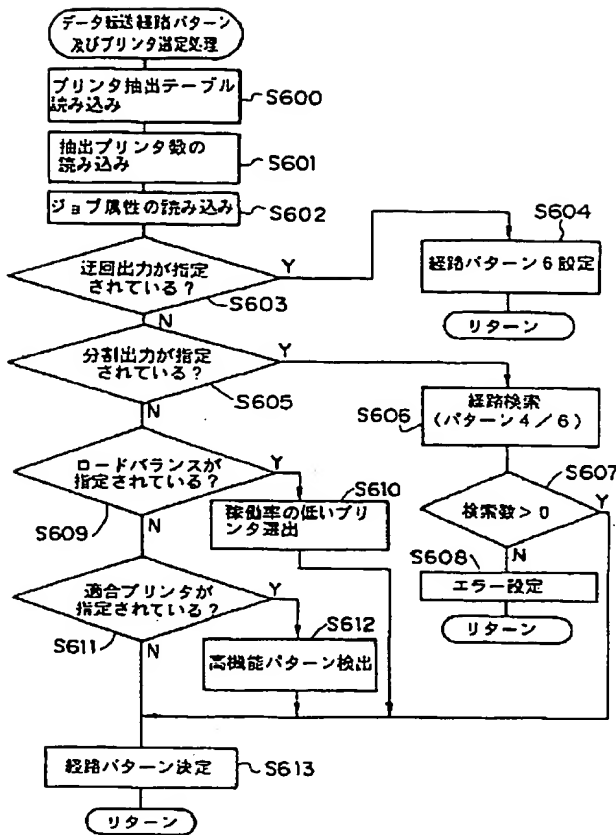 データ転送経路パターン
及びプリンタ選定処理
プリンタ抽出テーブル
読み込み
S600
抽出プリンタ数の
読み込み
S601
ジョブ属性の読み込み
S602
迂回出力が指定
されている?
S603
Y
N
S604
経路パターン6設定
リターン
分割出力が指定
されている?
S605
Y
N
S606
経路検索
(パターン4/6)
S607
検索数>0
Y
N
S608
エラー設定
リターン
ロードバランスが
指定されている?
S609
Y
N
S610
稼働率の低いプリン
タ選出
適合プリンタが
指定されている?
S611
Y
N
S612
高機能パターン検出
経路パターン決定
S613
リターン